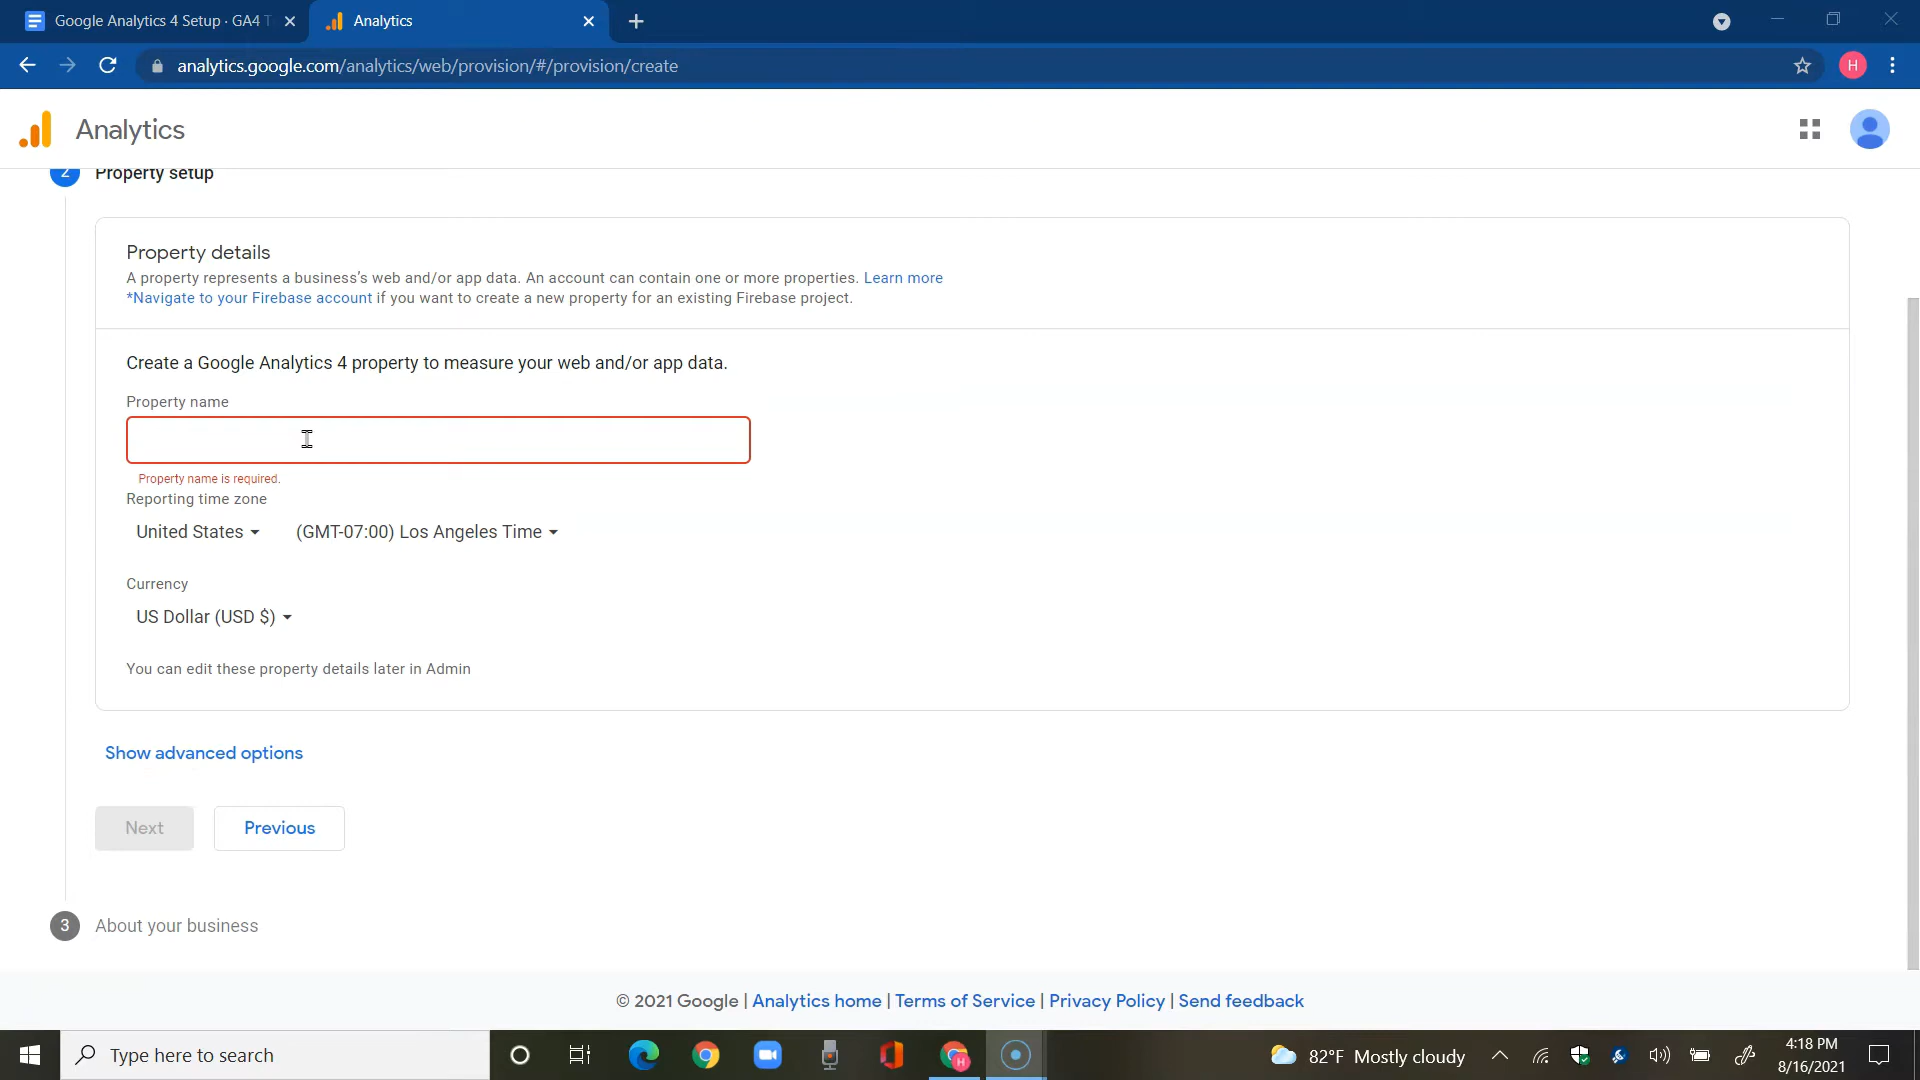 Google Analytics 4 Setup · GA4 T
Analytics
analytics.google.com/analytics/web/provision/#/provision/create
H
Analytics
2 Property setup
Property details
A property represents a business’s web and/or app data. An account can contain one or more properties. Learn more
*Navigate to your Firebase account if you want to create a new property for an existing Firebase project.
Create a Google Analytics 4 property to measure your web and/or app data.
Property name
Property name is required.
Reporting time zone
United States (GMT-07:00) Los Angeles Time
Currency
US Dollar (USD $)
You can edit these property details later in Admin
Show advanced options
Next Previous
3 About your business
© 2021 Google | Analytics home | Terms of Service | Privacy Policy | Send feedback
Type here to search
H
82°F Mostly cloudy
4:18 PM
8/16/2021